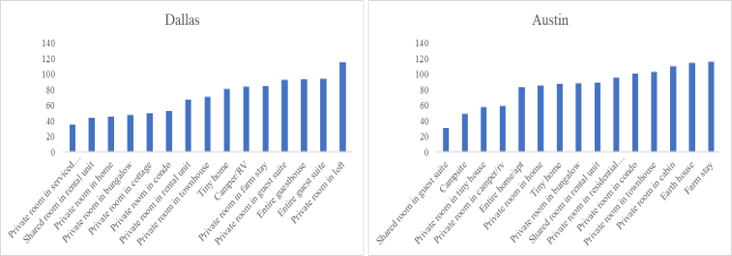 Dallas
140
120
100
80
60
40
20
0
Private room in serviced…
Shared room in rental unit
Private room in home
Private room in bungalow
Private room in cottage
Private room in condo
Private room in rental unit
Private room in townhouse
Tiny home
Camper/RV
Private room in farm stay
Private room in guest suite
Entire guesthouse
Entire guest suite
Private room in loft
Austin
140
120
100
80
60
40
20
0
Shared room in guest suite
Campsite
Private room in tiny house
Private room in camper/rv
Entire home/apt
Private room in home
Tiny home
Private room in bungalow
Shared room in rental unit
Private room in residential…
Private room in condo
Private room in townhouse
Private room in cabin
Earth house
Farm stay